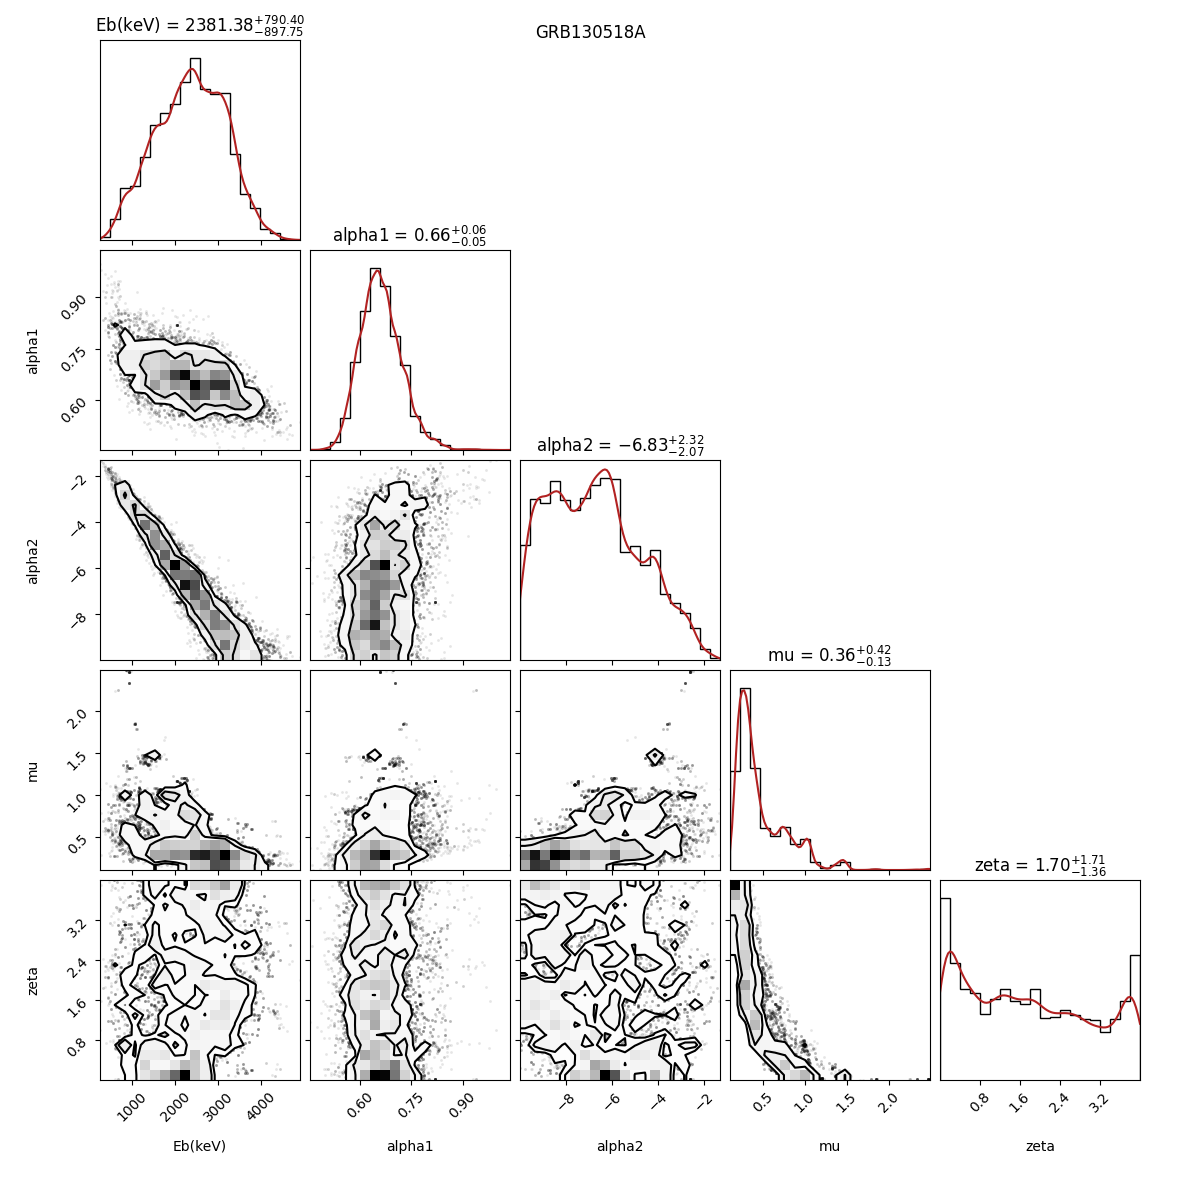 GRB130518A
Eb(keV) = 2381.38+790.40 −897.75
alpha1 = 0.66+0.06 −0.05
0.90
0.75
0.60
alpha1
alpha2 = −6.83+2.32 −2.07
−2
−4
−6
−8
alpha2
mu = 0.36+0.42 −0.13
2.0
1.5
1.0
0.5
mu
zeta = 1.70+1.71 −1.36
3.2
2.4
1.6
0.8
zeta
1000 2000 3000 4000
0.60 0.75 0.90
−8 −6 −4 −2
0.5 1.0 1.5 2.0
0.8 1.6 2.4 3.2
Eb(keV) alpha1 alpha2 mu zeta